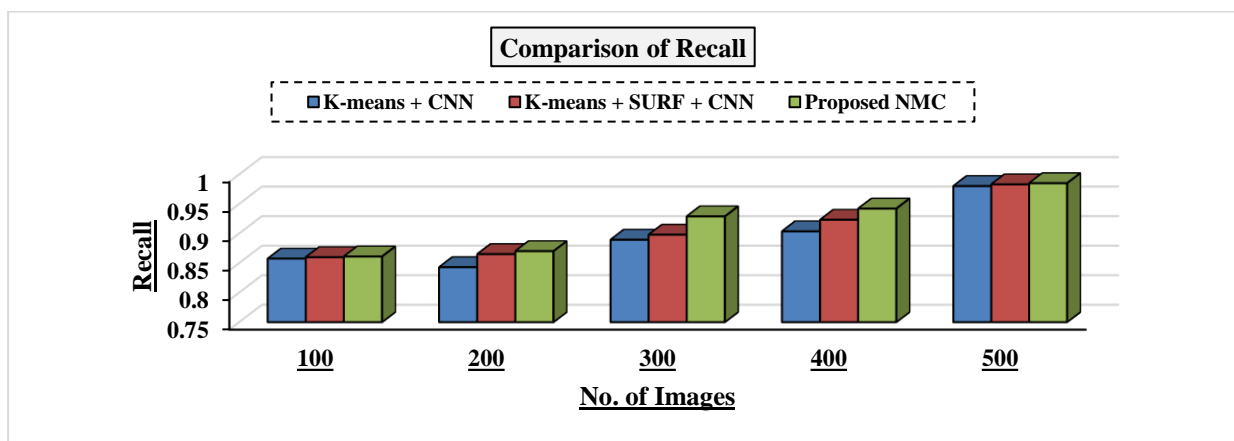 Comparison of Recall
K-means + CNN K-means + SURF + CNN Proposed NMC
1
0.95
0.9
0.85
0.8
0.75
Recall
100 200 300 400 500
No. of Images